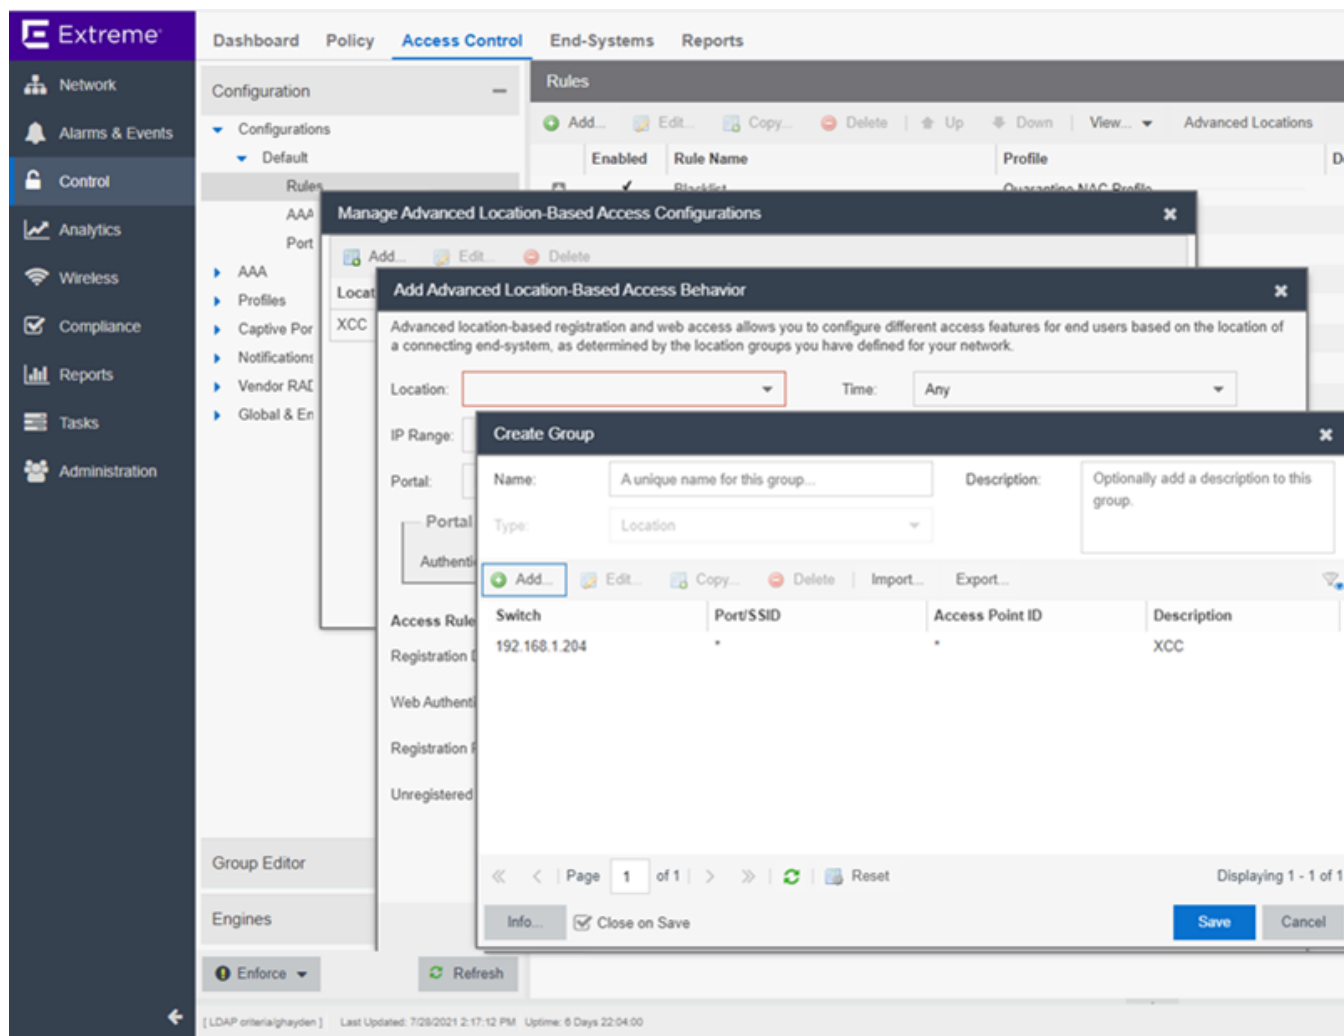 Extreme
Dashboard Policy Access Control End-Systems Reports
Network
Alarms & Events
Control
Analytics
Wireless
Compliance
Reports
Tasks
Administration
Configuration
Configurations
Default
Rules
AAA
Port
AAA
Profiles
Captive Por
Notifications
Vendor RAD
Global & En
Group Editor
Engines
Enforce Refresh
Rules
Add... Edit... Copy... Delete Up Down View... Advanced Locations
Enabled Rule Name Profile D
Blacklist Quarantine NAC Profile
Manage Advanced Location-Based Access Configurations
Add... Edit... Delete
Locat
XCC
Add Advanced Location-Based Access Behavior
Advanced location-based registration and web access allows you to configure different access features for end users based on the location of
a connecting end-system, as determined by the location groups you have defined for your network.
Location: Time: Any
IP Range:
Portal:
Portal
Authenti
Access Rule
Registration D
Web Authenti
Registration P
Unregistered
Create Group
Name: A unique name for this group... Description: Optionally add a description to this
group.
Type: Location
Add... Edit... Copy... Delete Import... Export...
Switch Port/SSID Access Point ID Description
192.168.1.204 * * XCC
Page 1 of 1 Reset Displaying 1 - 1 of 1
Info... Close on Save Save Cancel
[ LDAP criteria/ghayden ] Last Updated: 7/28/2021 2:17:12 PM Uptime: 6 Days 22:04:00